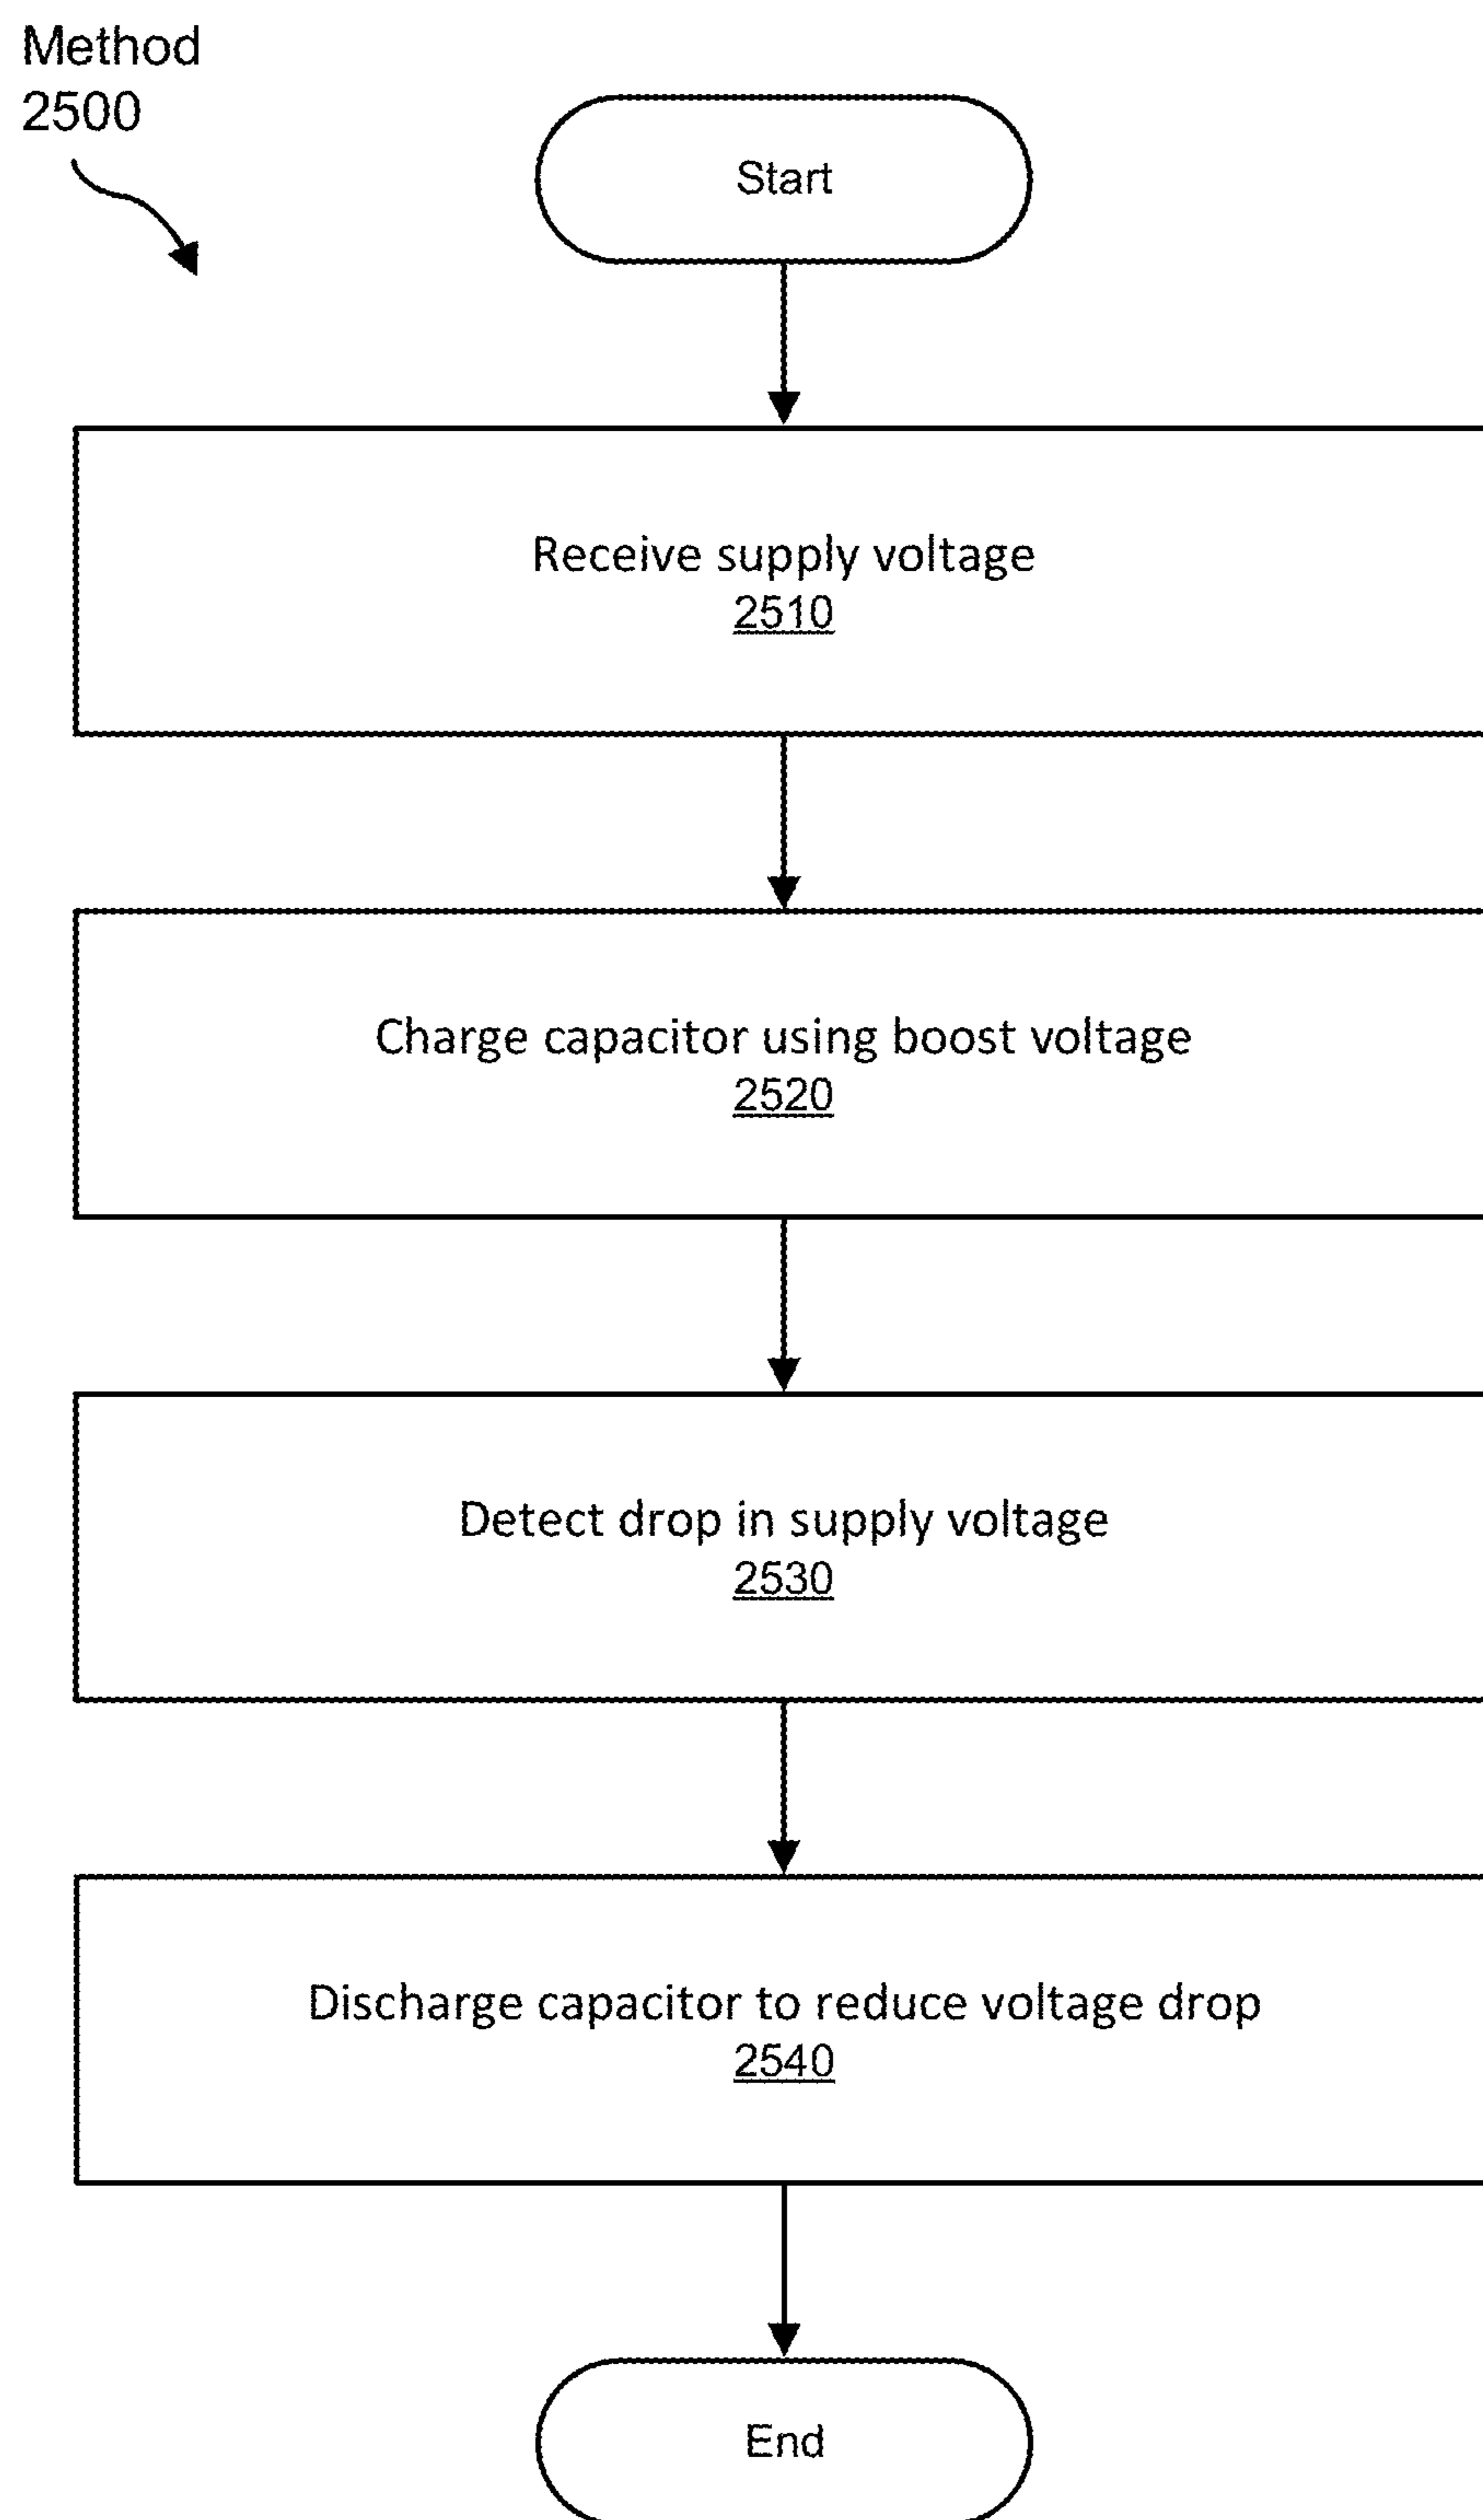 Method
2500
Start
Receive supply voltage
2510
Charge capacitor using boost voltage
2520
Detect drop in supply voltage
2530
Discharge capacitor to reduce voltage drop
2540
End